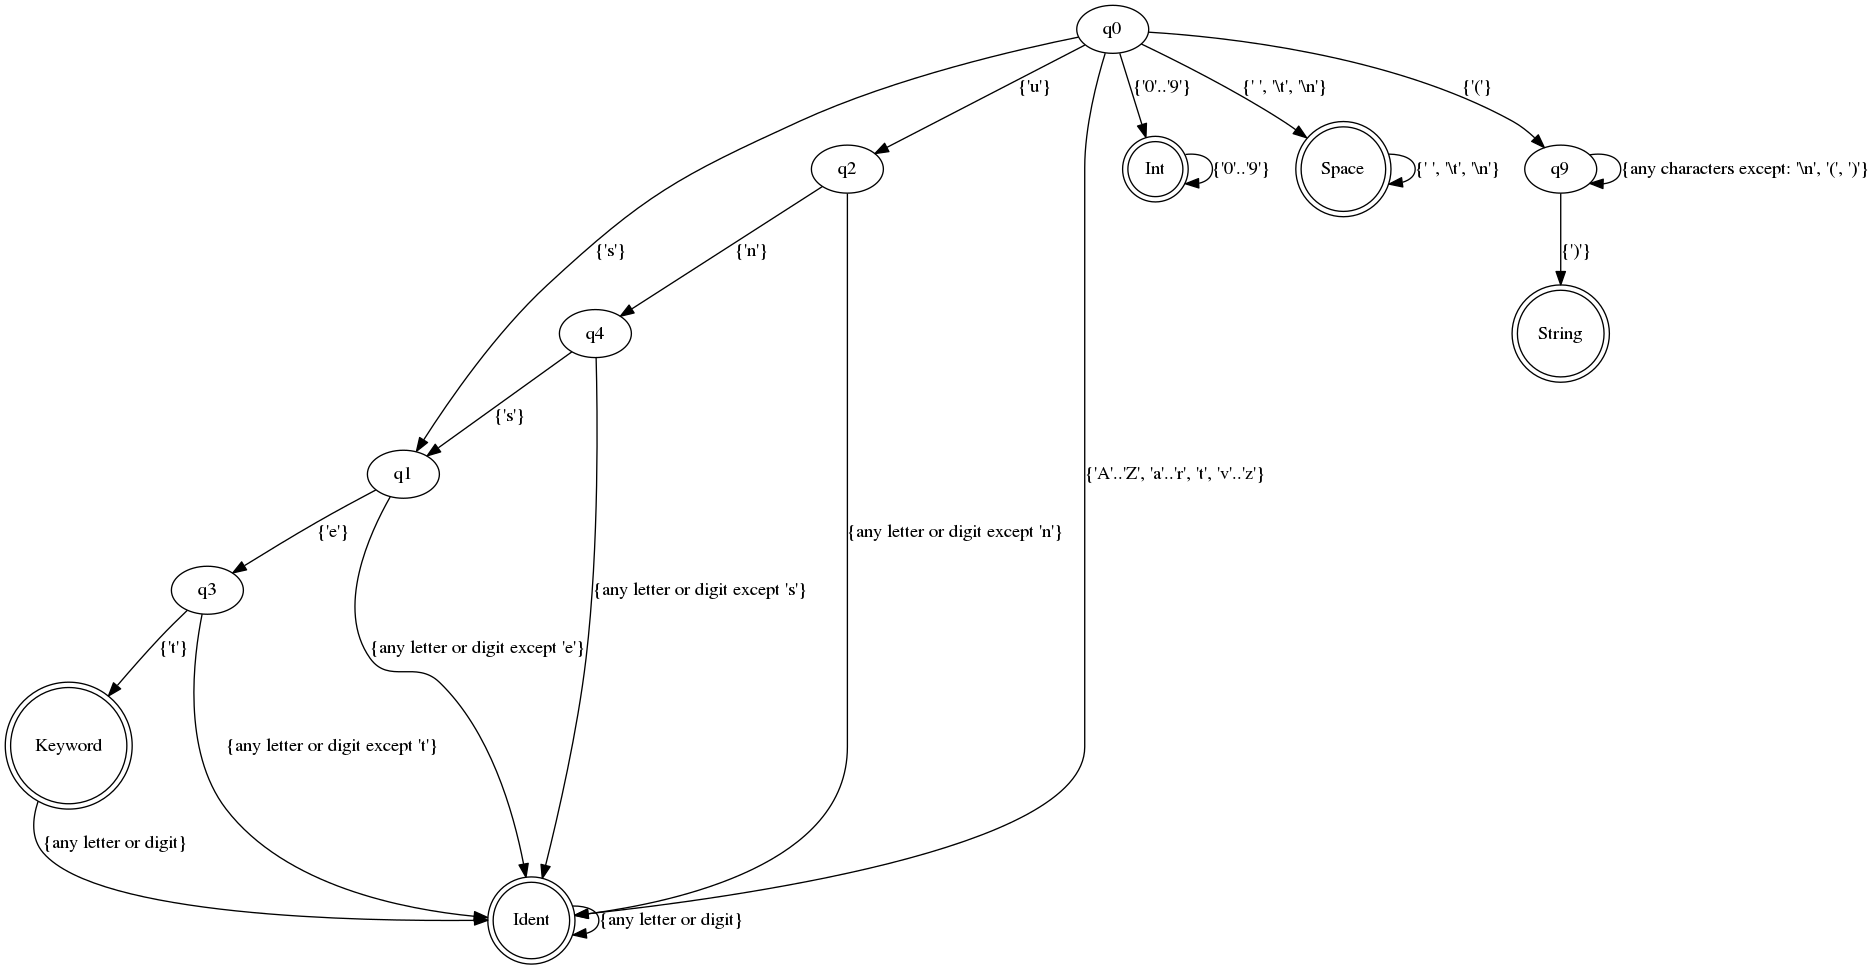 q0
{'u'}
{'0'..'9'}
{' ', '\t', '\n'}
{'('}
q2
Int
{'0'..'9'}
Space
{' ', '\t', '\n'}
q9
{any characters except: '\n', '(', ')'}
{'s'}
{'n'}
{')'}
q4
String
{'s'}
q1
{'A'..'Z', 'a'..'r', 't', 'v'..'z'}
{'e'}
{any letter or digit except 'n'}
q3
{any letter or digit except 's'}
{'t'}
{any letter or digit except 'e'}
Keyword
{any letter or digit except 't'}
{any letter or digit}
Ident
{any letter or digit}